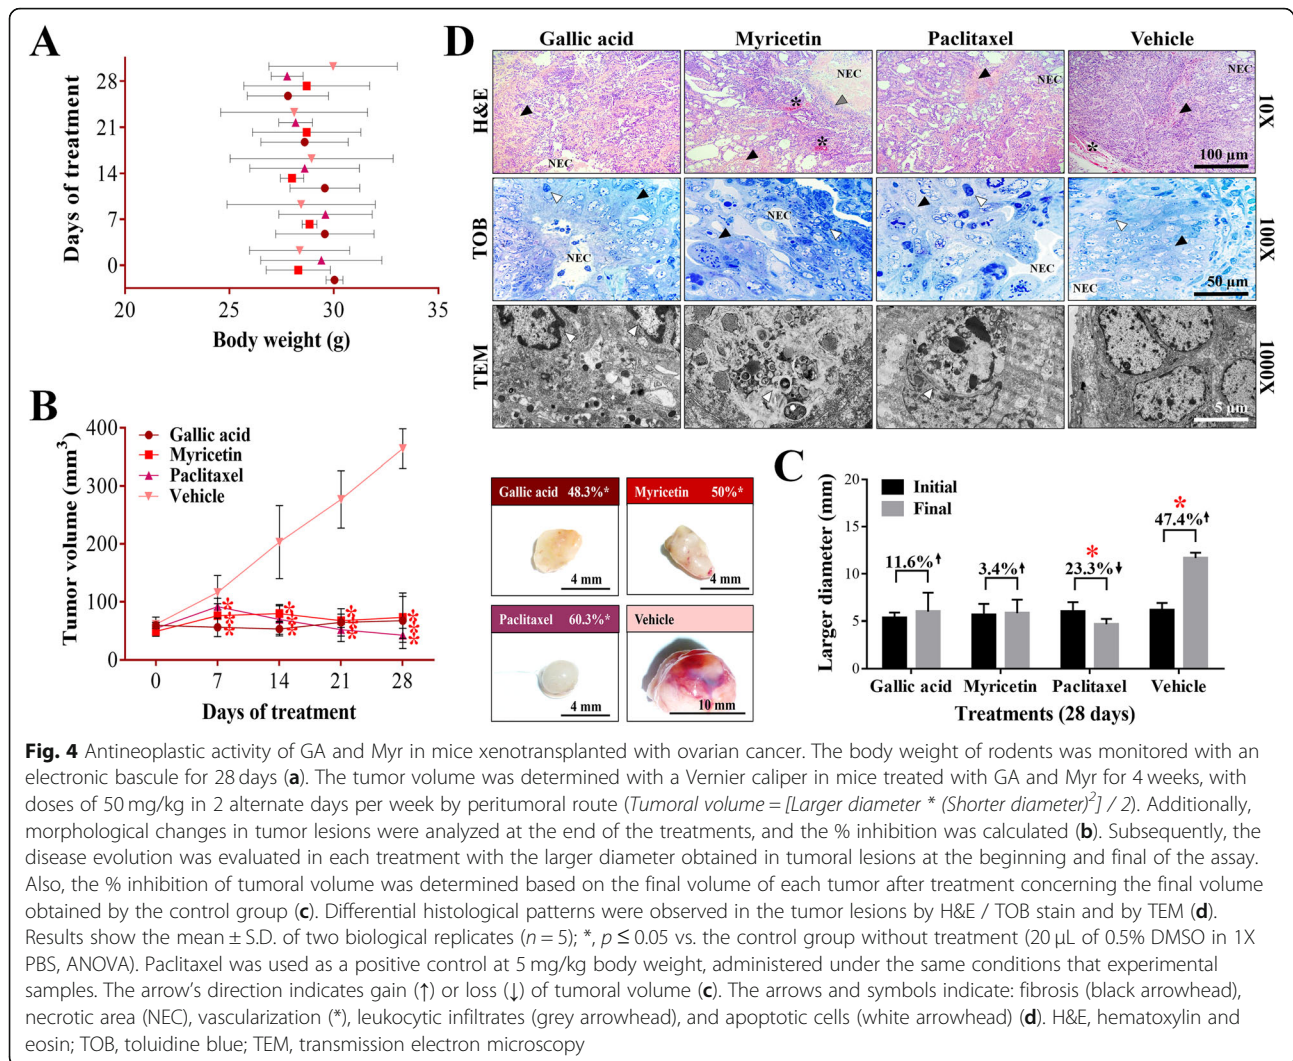 A
Days of treatment
28
21
14
7
0
20 25 30 35
Body weight (g)
D
Gallic acid Myricetin Paclitaxel Vehicle
H&E
NEC
NEC
*
*
NEC
NEC
*
10X
100 µm
TOB
NEC
NEC
NEC
NEC
100X
50 µm
TEM
1000X
5 µm
B
Tumor volume (mm³)
400
300
200
100
0
Gallic acid
Myricetin
Paclitaxel
Vehicle
0 7 14 21 28
Days of treatment
Gallic acid 48.3%*
4 mm
Myricetin 50%*
4 mm
Paclitaxel 60.3%*
4 mm
Vehicle
10 mm
C
Larger diameter (mm)
20
15
10
5
0
Initial
Final
11.6%↑
3.4%↑
*
23.3%↓
*
47.4%↑
Gallic acid Myricetin Paclitaxel Vehicle
Treatments (28 days)
Fig. 4 Antineoplastic activity of GA and Myr in mice xenotransplanted with ovarian cancer. The body weight of rodents was monitored with an
electronic bascule for 28 days (a). The tumor volume was determined with a Vernier caliper in mice treated with GA and Myr for 4 weeks, with
doses of 50 mg/kg in 2 alternate days per week by peritumoral route (Tumoral volume = [Larger diameter * (Shorter diameter)²] / 2). Additionally,
morphological changes in tumor lesions were analyzed at the end of the treatments, and the % inhibition was calculated (b). Subsequently, the
disease evolution was evaluated in each treatment with the larger diameter obtained in tumoral lesions at the beginning and final of the assay.
Also, the % inhibition of tumoral volume was determined based on the final volume of each tumor after treatment concerning the final volume
obtained by the control group (c). Differential histological patterns were observed in the tumor lesions by H&E / TOB stain and by TEM (d).
Results show the mean ± S.D. of two biological replicates (n = 5); *, p ≤ 0.05 vs. the control group without treatment (20 µL of 0.5% DMSO in 1X
PBS, ANOVA). Paclitaxel was used as a positive control at 5 mg/kg body weight, administered under the same conditions that experimental
samples. The arrow's direction indicates gain (↑) or loss (↓) of tumoral volume (c). The arrows and symbols indicate: fibrosis (black arrowhead),
necrotic area (NEC), vascularization (*), leukocytic infiltrates (grey arrowhead), and apoptotic cells (white arrowhead) (d). H&E, hematoxylin and
eosin; TOB, toluidine blue; TEM, transmission electron microscopy